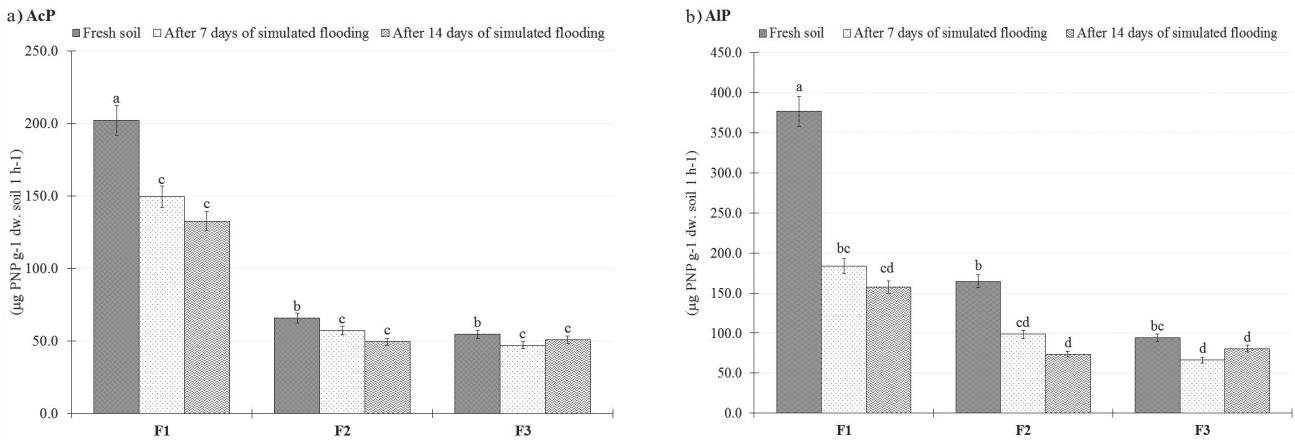 a) AcP
Fresh soil After 7 days of simulated flooding After 14 days of simulated flooding
250.0
200.0
150.0
100.0
50.0
0.0
(μg PNP g-1 dw. soil 1 h-1)
a
c
c
b
c
c
b
c
c
F1 F2 F3
b) AlP
Fresh soil After 7 days of simulated flooding After 14 days of simulated flooding
450.0
400.0
350.0
300.0
250.0
200.0
150.0
100.0
50.0
0.0
(μg PNP g-1 dw. soil 1 h-1)
a
bc
cd
b
cd
d
bc
d
d
F1 F2 F3